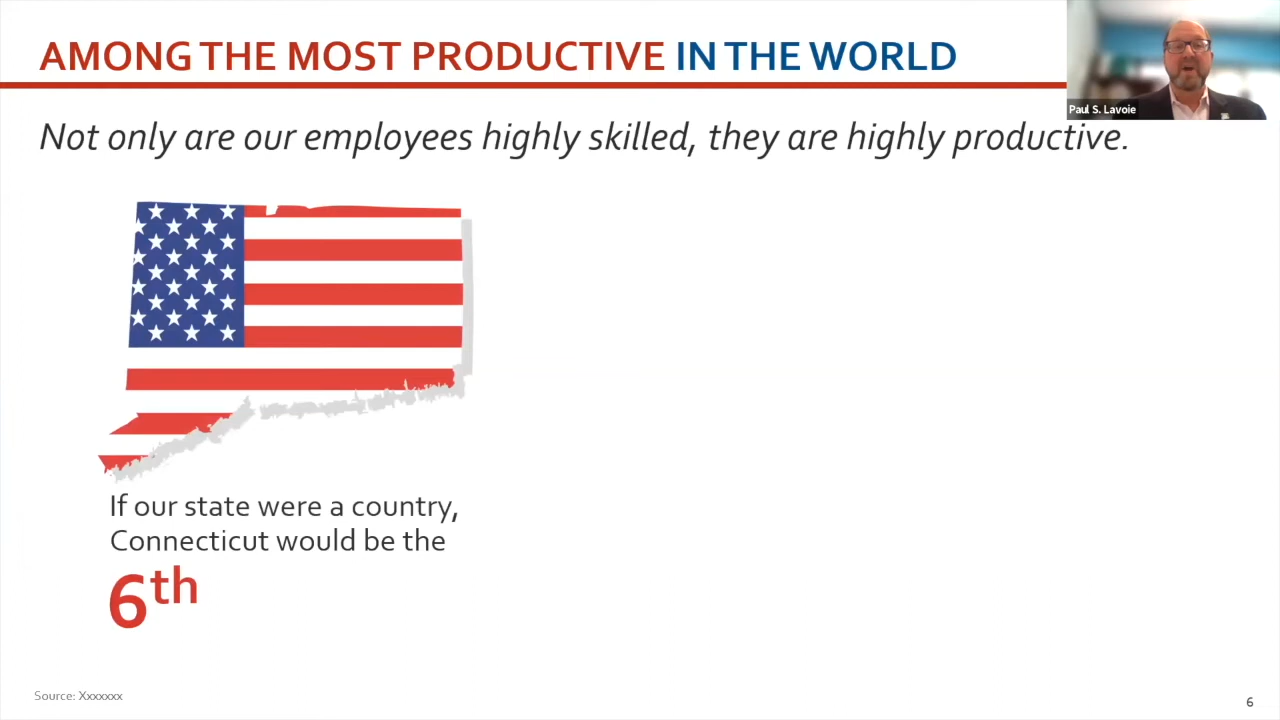 AMONG THE MOST PRODUCTIVE IN THE WORLD
Paul S. Lavoie
Not only are our employees highly skilled, they are highly productive.
If our state were a country,
Connecticut would be the
6th
Source: Xxxxxxx
6